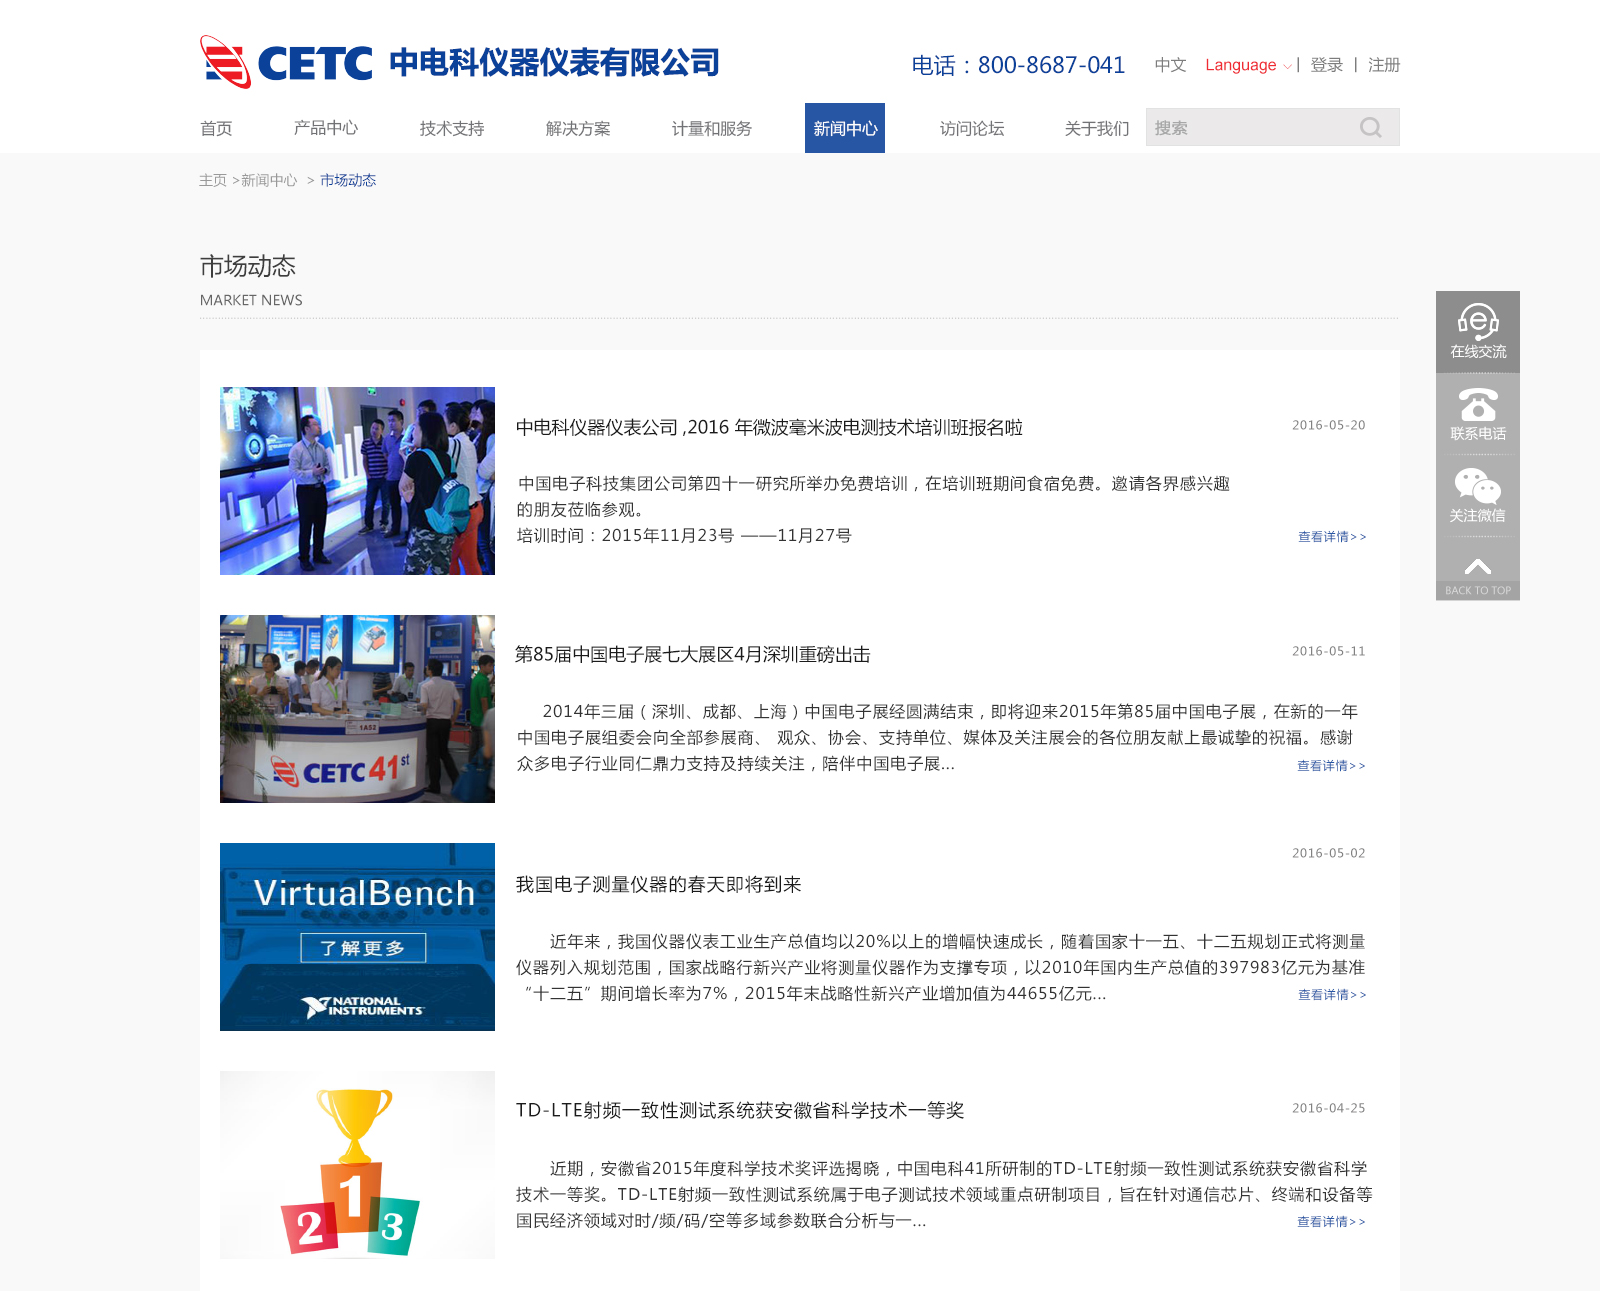 CETC 中电科仪器仪表有限公司
电话：800-8687-041 中文 Language | 登录 | 注册
首页 产品中心 技术支持 解决方案 计量和服务 新闻中心 访问论坛 关于我们 搜索
主页 >新闻中心 > 市场动态
市场动态
MARKET NEWS
在线交流
联系电话
关注微信
BACK TO TOP
中电科仪器仪表公司 ,2016 年微波毫米波电测技术培训班报名啦 2016-05-20
中国电子科技集团公司第四十一研究所举办免费培训，在培训班期间食宿免费。邀请各界感兴趣
的朋友莅临参观。
培训时间：2015年11月23号 ——11月27号 查看详情>>
1A52
CETC 41st
第85届中国电子展七大展区4月深圳重磅出击 2016-05-11
2014年三届（深圳、成都、上海）中国电子展经圆满结束，即将迎来2015年第85届中国电子展，在新的一年
中国电子展组委会向全部参展商、 观众、协会、支持单位、媒体及关注展会的各位朋友献上最诚挚的祝福。感谢
众多电子行业同仁鼎力支持及持续关注，陪伴中国电子展... 查看详情>>
VirtualBench
了解更多
NATIONAL
INSTRUMENTS
2016-05-02
我国电子测量仪器的春天即将到来
近年来，我国仪器仪表工业生产总值均以20%以上的增幅快速成长，随着国家十一五、十二五规划正式将测量
仪器列入规划范围，国家战略行新兴产业将测量仪器作为支撑专项，以2010年国内生产总值的397983亿元为基准
“十二五”期间增长率为7%，2015年末战略性新兴产业增加值为44655亿元... 查看详情>>
1
2
3
TD-LTE射频一致性测试系统获安徽省科学技术一等奖 2016-04-25
近期，安徽省2015年度科学技术奖评选揭晓，中国电科41所研制的TD-LTE射频一致性测试系统获安徽省科学
技术一等奖。TD-LTE射频一致性测试系统属于电子测试技术领域重点研制项目，旨在针对通信芯片、终端和设备等
国民经济领域对时/频/码/空等多域参数联合分析与一... 查看详情>>